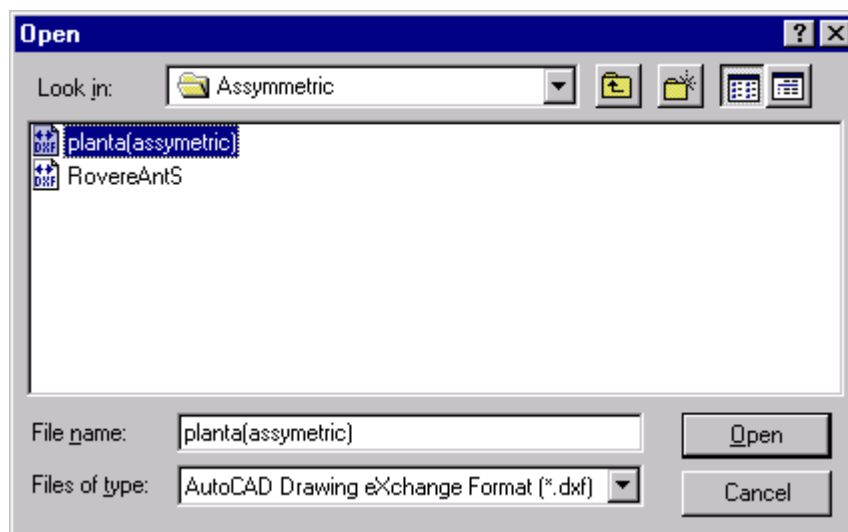 Open
Look in: Assymmetric
planta(assymetric)
RovereAntS
File name: planta(assymetric) Open
Files of type: AutoCAD Drawing eXchange Format (*.dxf) Cancel